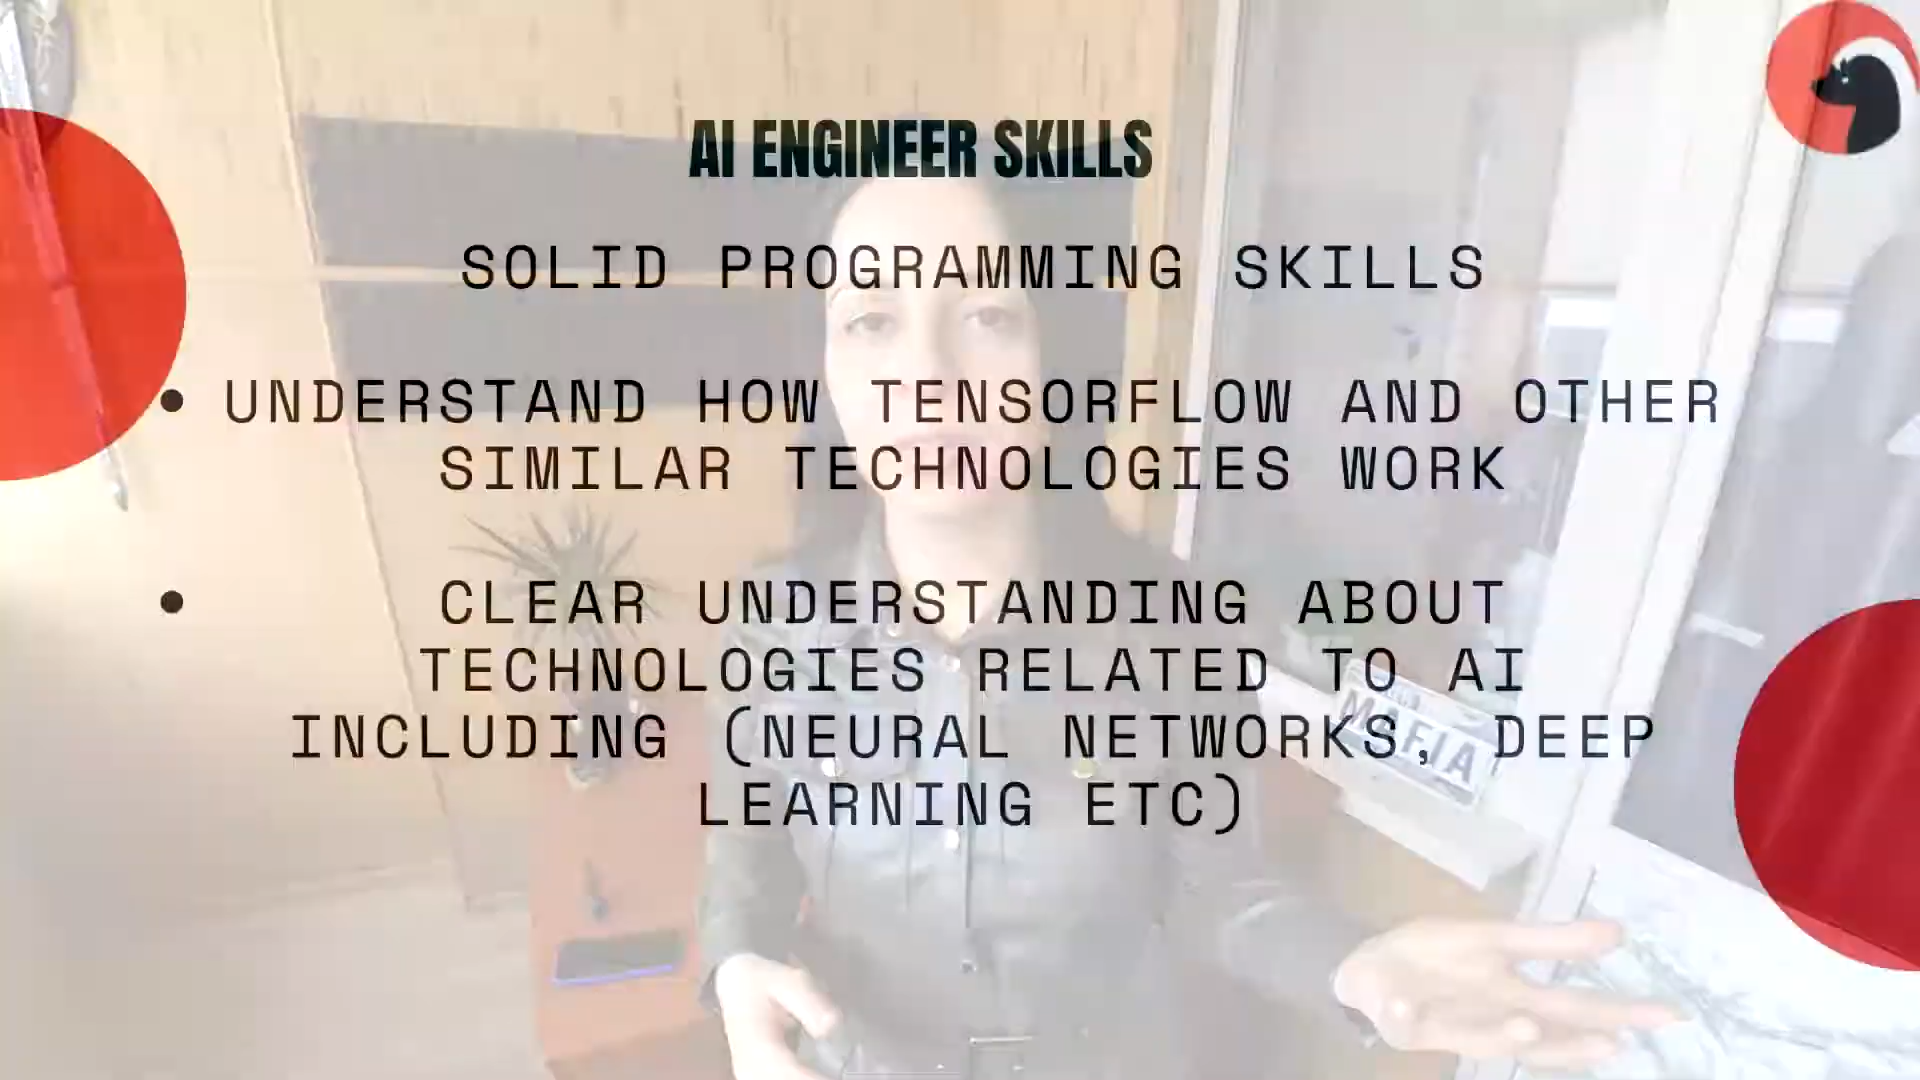 AI ENGINEER SKILLS
SOLID PROGRAMMING SKILLS
• UNDERSTAND HOW TENSORFLOW AND OTHER
SIMILAR TECHNOLOGIES WORK
• CLEAR UNDERSTANDING ABOUT
TECHNOLOGIES RELATED TO AI
INCLUDING (NEURAL NETWORKS, DEEP
LEARNING ETC)
MAFIA